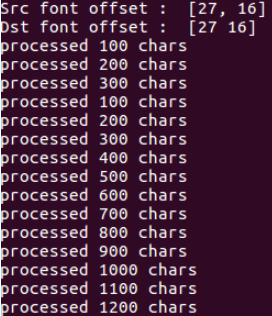 Src font offset :  [27, 16]
Dst font offset :  [27 16]
processed 100 chars
processed 200 chars
processed 300 chars
processed 100 chars
processed 200 chars
processed 300 chars
processed 400 chars
processed 500 chars
processed 600 chars
processed 700 chars
processed 800 chars
processed 900 chars
processed 1000 chars
processed 1100 chars
processed 1200 chars